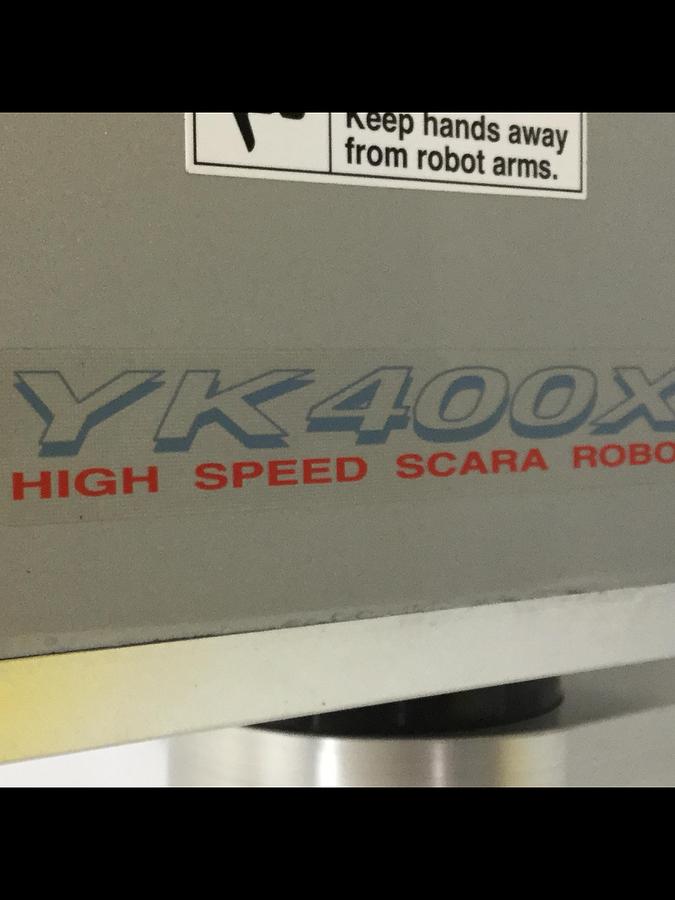 Keep hands away
from robot arms.
YK400X
HIGH SPEED SCARA ROBO